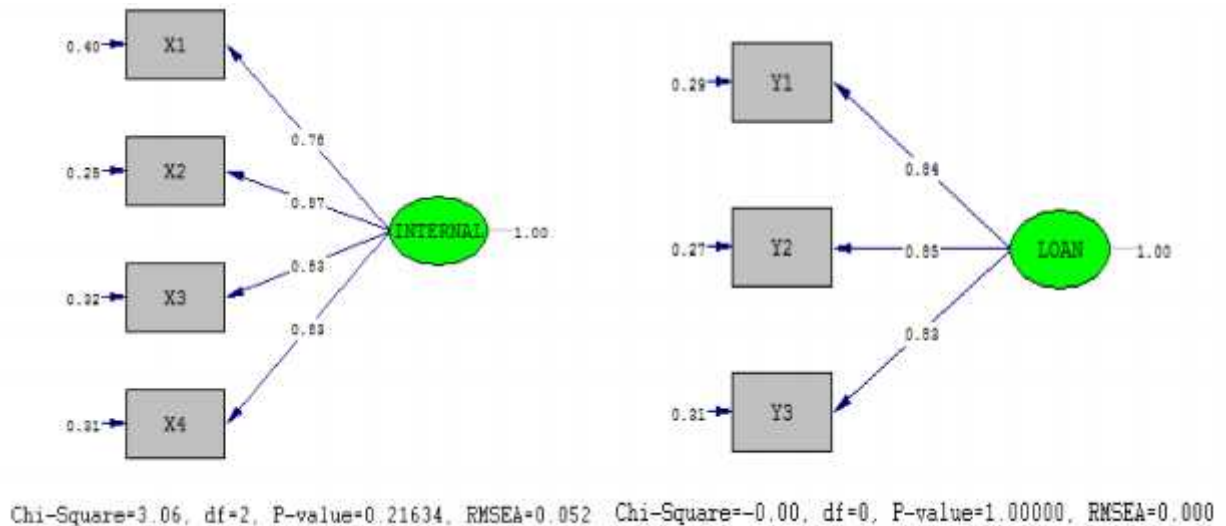 0.40 X1
0.25 X2
0.87
INTERNAL 1.00
0.83
0.32 X3
0.83
0.31 X4
Chi-Square=3.06, df=2, P-value=0.21634, RMSEA=0.052
0.29 Y1
0.84
0.27 Y2 0.85 LOAN 1.00
0.83
0.31 Y3
Chi-Square=-0.00, df=0, P-value=1.00000, RMSEA=0.000